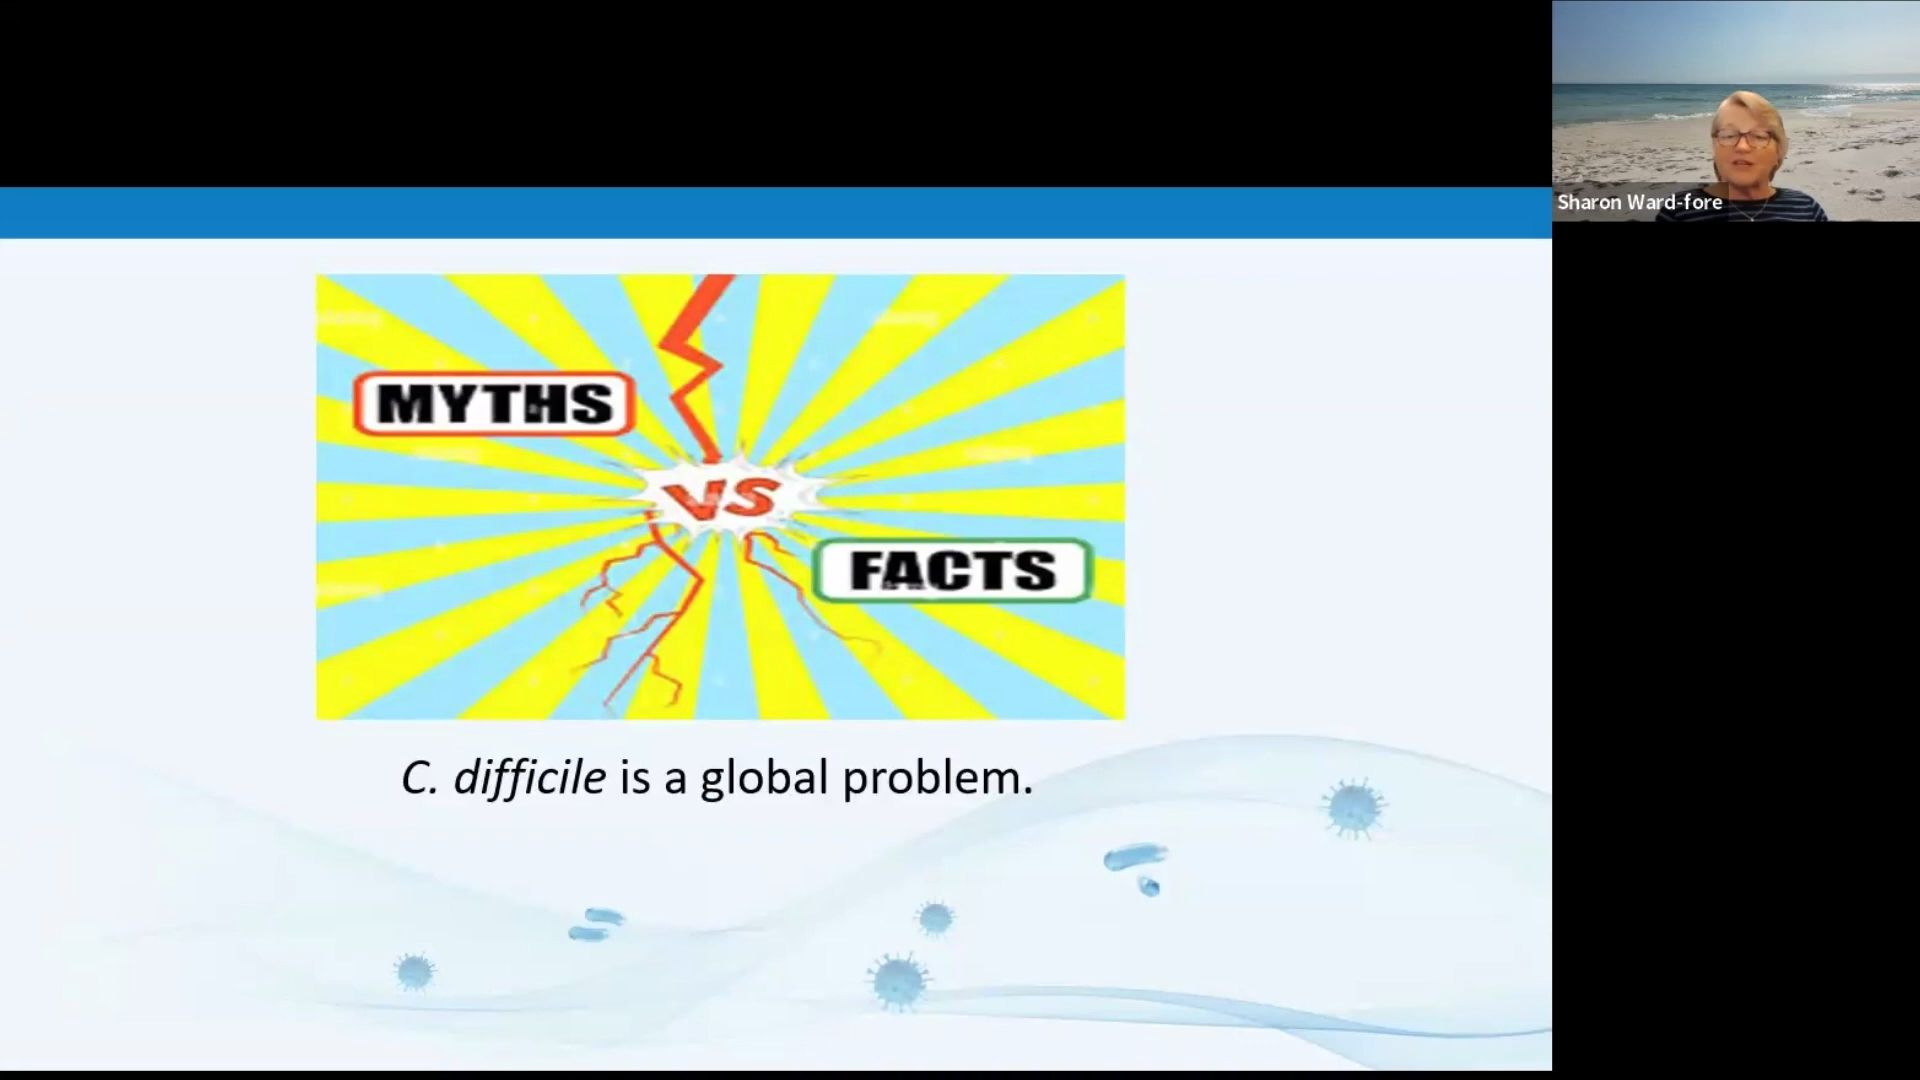 Sharon Ward-fore
MYTHS
VS
FACTS
C. difficile is a global problem.